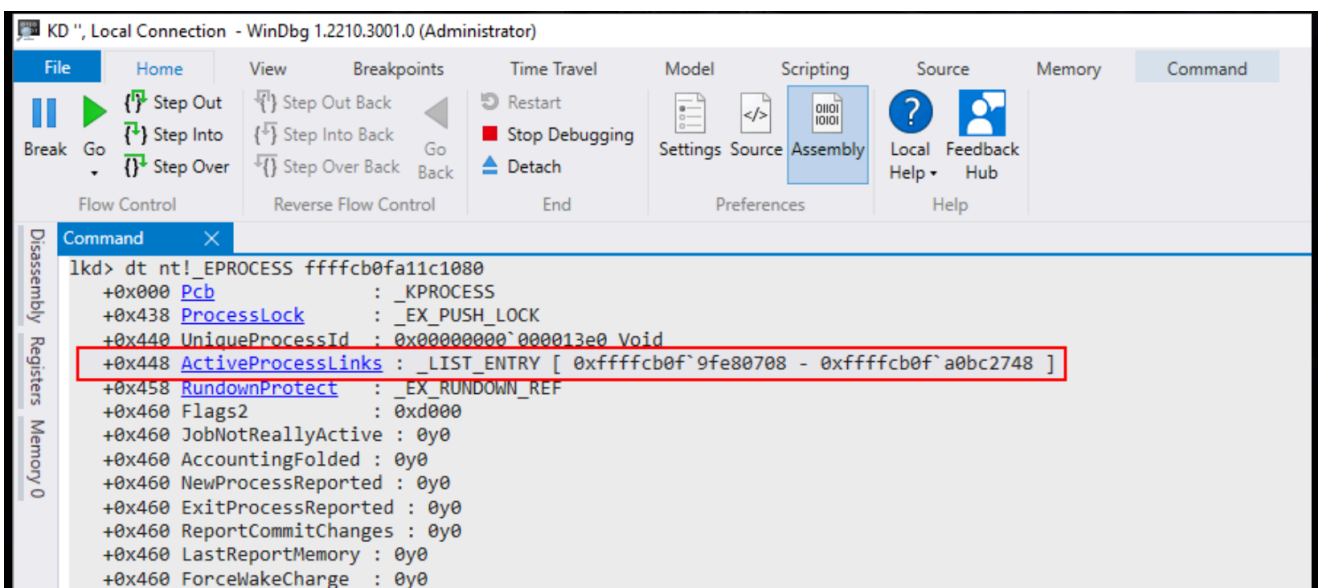 KD '', Local Connection - WinDbg 1.2210.3001.0 (Administrator)
File Home View Breakpoints Time Travel Model Scripting Source Memory Command
Break
Go
Step Out
Step Into
Step Over
Flow Control
Step Out Back
Step Into Back
Step Over Back
Go
Back
Reverse Flow Control
Restart
Stop Debugging
Detach
End
Settings Source Assembly
Preferences
Local
Help
Feedback
Hub
Help
Disassembly
Registers
Memory 0
Command
lkd> dt nt!_EPROCESS ffffcb0fa11c1080
+0x000 Pcb : _KPROCESS
+0x438 ProcessLock : _EX_PUSH_LOCK
+0x440 UniqueProcessId : 0x00000000`000013e0 Void
+0x448 ActiveProcessLinks : _LIST_ENTRY [ 0xffffcb0f`9fe80708 - 0xffffcb0f`a0bc2748 ]
+0x458 RundownProtect : _EX_RUNDOWN_REF
+0x460 Flags2 : 0xd000
+0x460 JobNotReallyActive : 0y0
+0x460 AccountingFolded : 0y0
+0x460 NewProcessReported : 0y0
+0x460 ExitProcessReported : 0y0
+0x460 ReportCommitChanges : 0y0
+0x460 LastReportMemory : 0y0
+0x460 ForceWakeCharge : 0y0